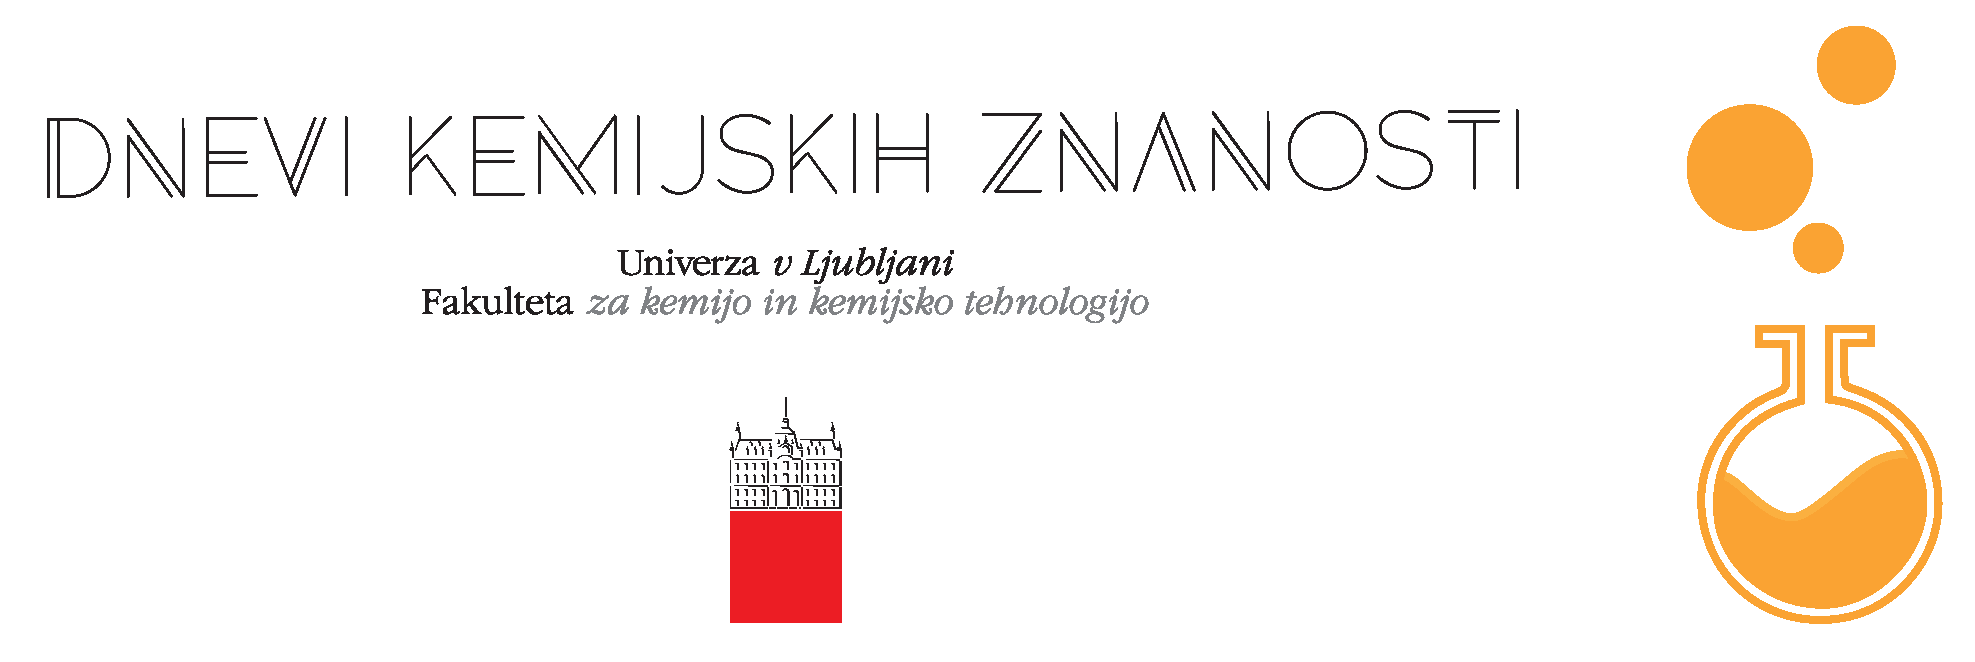 DNEVI KEMIJSKIH ZNANOSTI
Univerza v Ljubljani
Fakulteta za kemijo in kemijsko tehnologijo